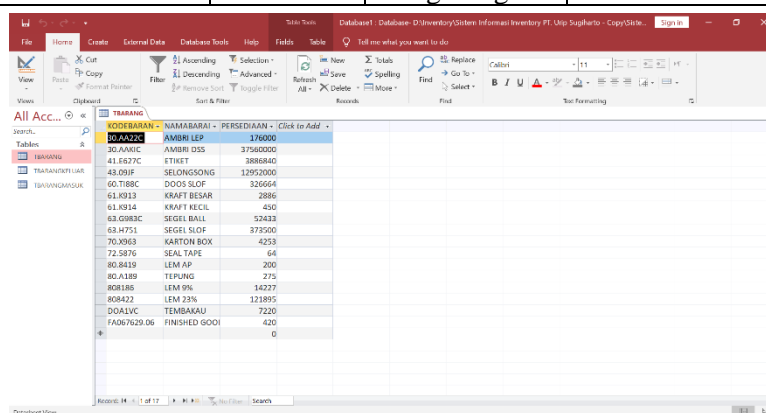 Table Tools
Database1 : Database- D:\Inventory\Sistem Informasi Inventory PT. Urip Sugiharto - Copy\Siste...
Sign in
File Home Create External Data Database Tools Help Fields Table Tell me what you want to do
View
Paste
Cut
Copy
Format Painter
Filter
Ascending
Descending
Remove Sort
Selection
Advanced
Toggle Filter
Refresh All
New
Save
Delete
Totals
Spelling
More
Find
Replace
Go To
Select
Calibri 11
B I U A
Views Clipboard Sort & Filter Records Find Text Formatting
All Acc...
Search...
Tables
TBARANG
TBARANGKELUAR
TBARANGMASUK
TBARANG
KODEBARAN NAMABARAI PERSEDIAAN Click to Add
30.AA22C AMBRI LEP 176000
30.AAKIC AMBRI DSS 37560000
41.E627C ETIKET 3886840
43.09JF SELONGSONG 12952000
60.TI88C DOOS SLOF 326664
61.K913 KRAFT BESAR 2886
61.K914 KRAFT KECIL 450
63.G983C SEGEL BALL 52433
63.H751 SEGEL SLOF 373500
70.X963 KARTON BOX 4253
72.5876 SEAL TAPE 64
80.8419 LEM AP 200
80.A189 TEPUNG 275
808186 LEM 9% 14227
808422 LEM 23% 121895
DOA1VC TEMBAKAU 7220
FA067629.06 FINISHED GOOI 420
0
Record: 1 of 17 No Filter Search
Datasheet View